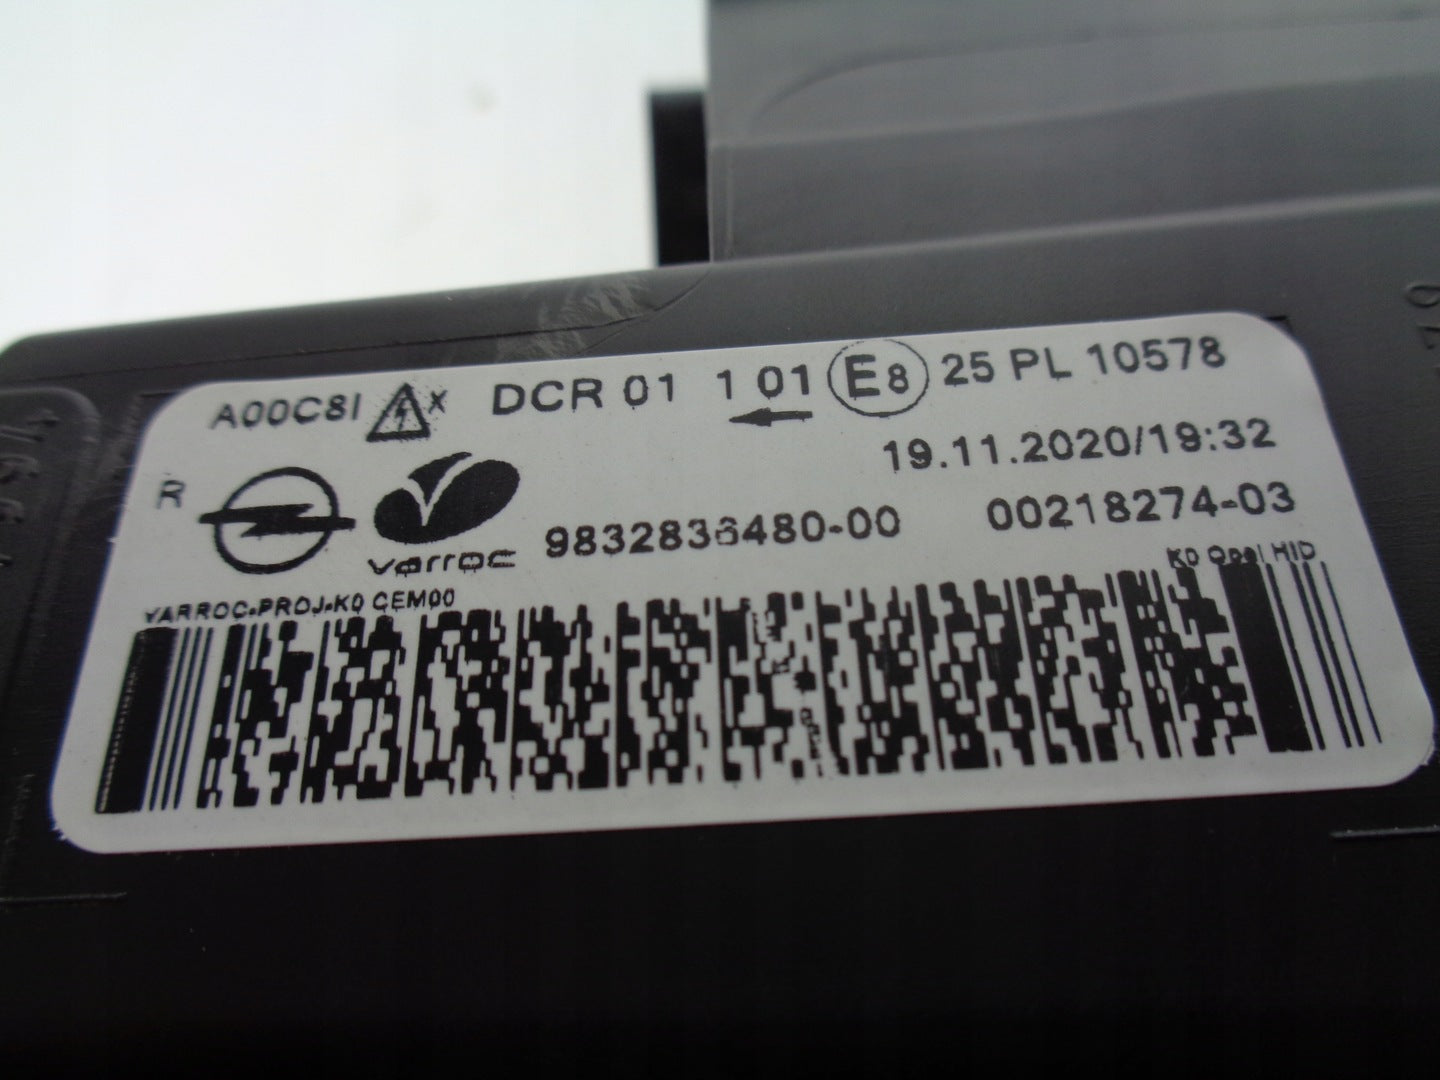 A00C8I X DCR 01 1 01 E8 25 PL 10578
19.11.2020/19:32
R varroc 9832836480-00 00218274-03
K0 Opel HID
VARROC-PROJ-K0 CEM00